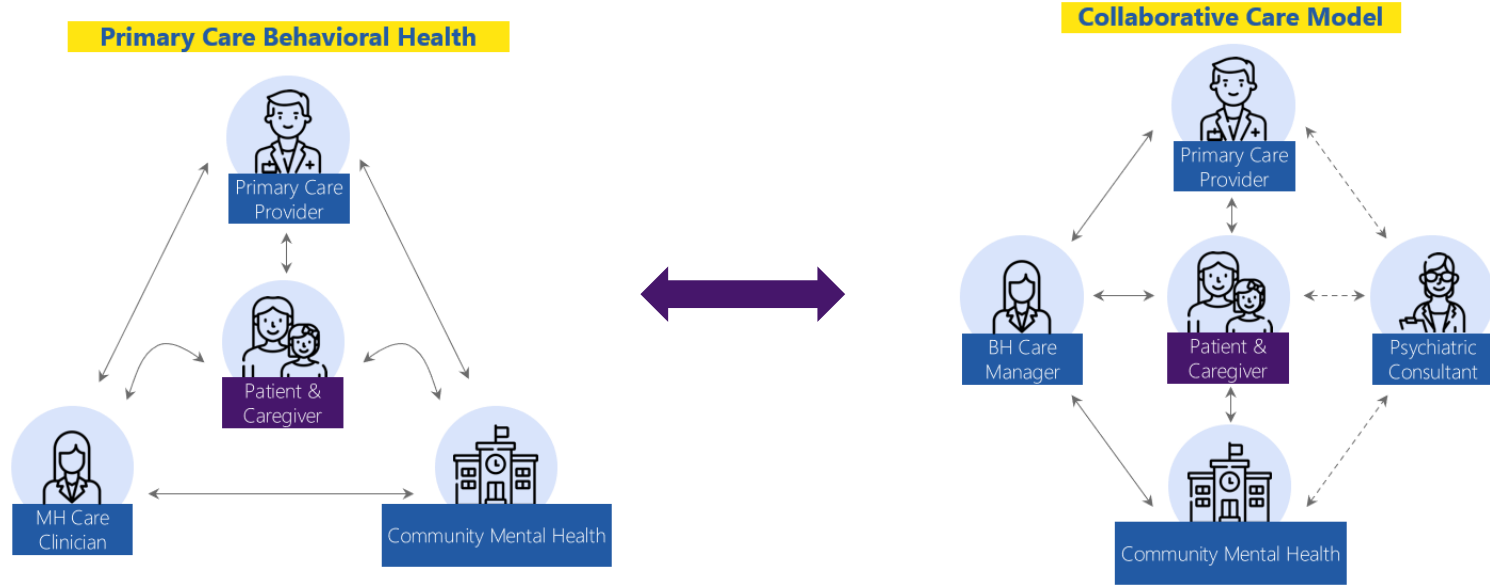 Primary Care Behavioral Health
Primary Care
Provider
Patient &
Caregiver
MH Care
Clinician
Community Mental Health
Collaborative Care Model
Primary Care
Provider
BH Care
Manager
Patient &
Caregiver
Psychiatric
Consultant
Community Mental Health